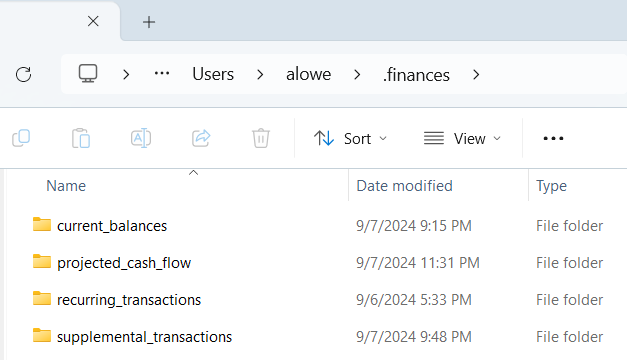 Users alowe .finances
Sort View
Name Date modified Type
current_balances 9/7/2024 9:15 PM File folder
projected_cash_flow 9/7/2024 11:31 PM File folder
recurring_transactions 9/6/2024 5:33 PM File folder
supplemental_transactions 9/7/2024 9:48 PM File folder